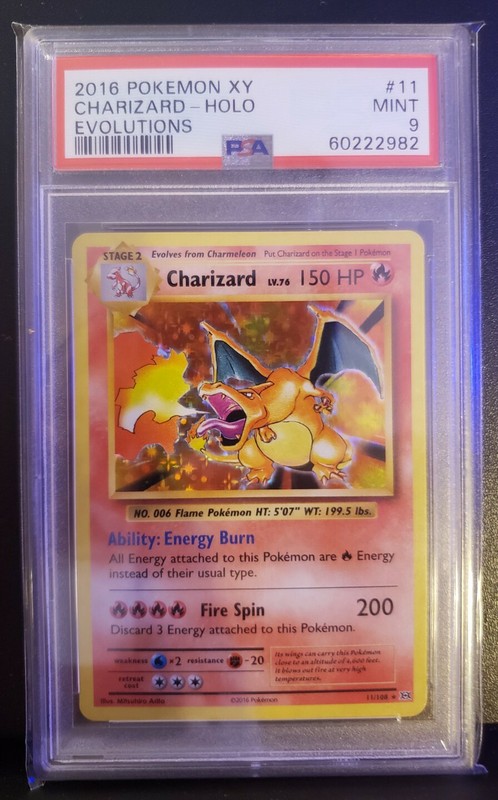 2016 POKEMON XY #11
CHARIZARD - HOLO MINT
EVOLUTIONS 9
PSA 60222982
STAGE 2 Evolves from Charmeleon Put Charizard on the Stage 1 Pokémon
Charizard LV.76 150 HP
NO. 006 Flame Pokémon HT: 5'07" WT: 199.5 lbs.
Ability: Energy Burn
All Energy attached to this Pokémon are Energy
instead of their usual type.
Fire Spin 200
Discard 3 Energy attached to this Pokémon.
weakness ×2 resistance -20
retreat
cost
Its wings can carry this Pokémon
close to an altitude of 4,600 feet.
It blows out fire at very high
temperatures.
Illus. Mitsuhiro Arita ©2016 Pokémon 11/108 ★